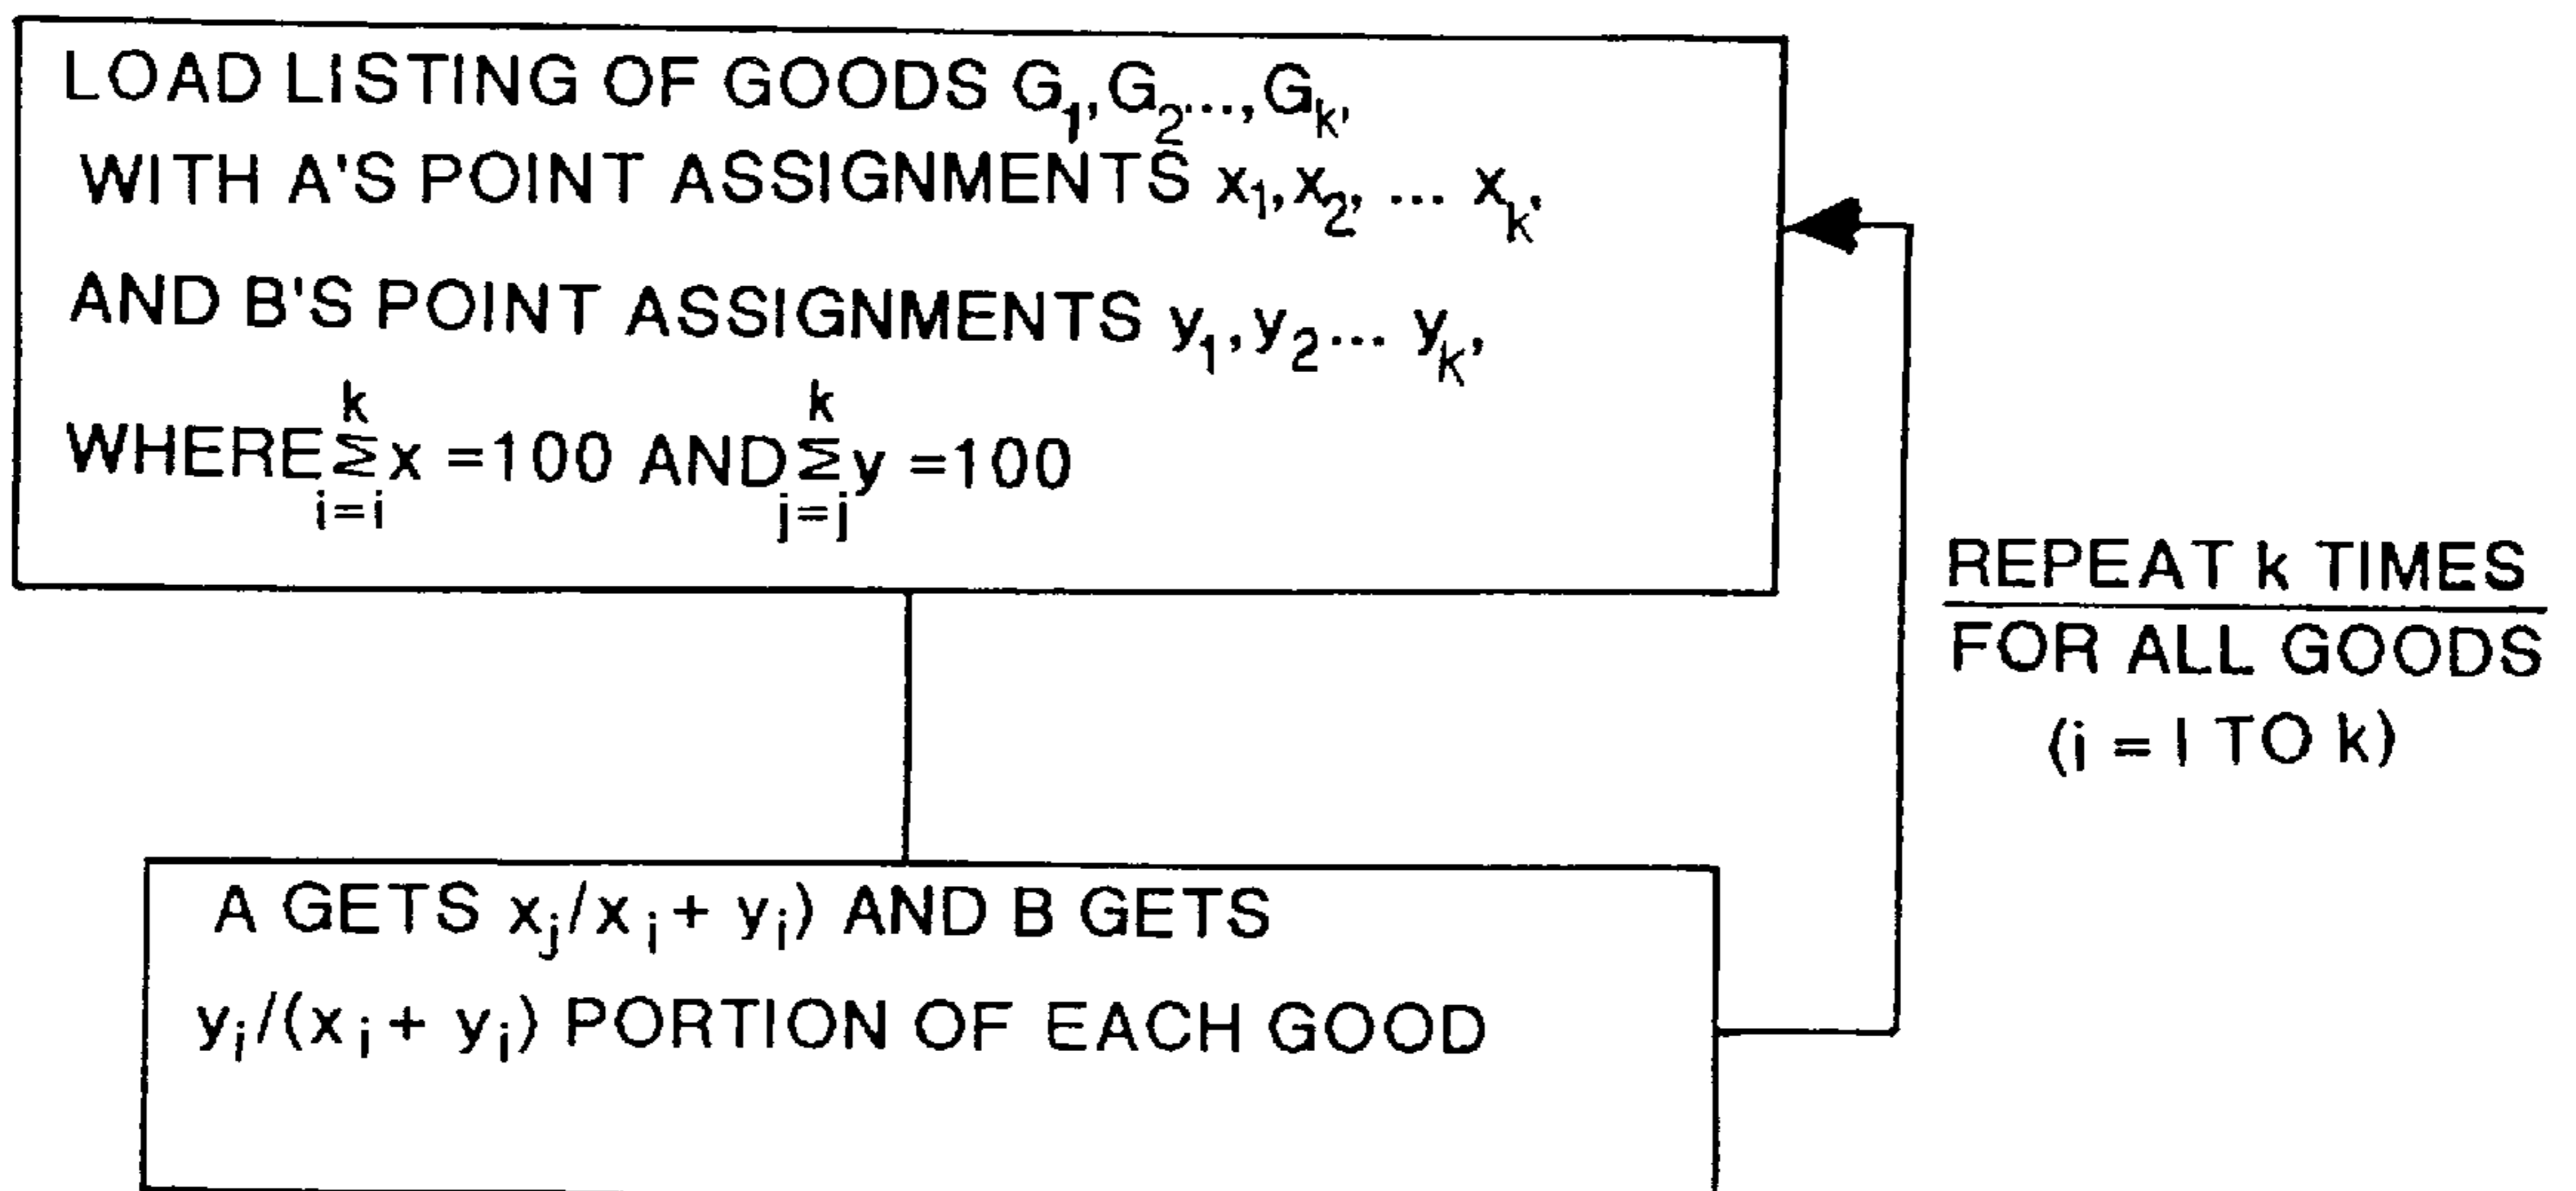 LOAD LISTING OF GOODS G₁, G₂..., Gₖ,
WITH A'S POINT ASSIGNMENTS x₁, x₂, ... xₖ,
AND B'S POINT ASSIGNMENTS y₁, y₂... yₖ,
k k
WHERE Σ x =100 AND Σ y =100
i=i j=j
REPEAT k TIMES
FOR ALL GOODS
(i = I TO k)
A GETS xⱼ/xᵢ + yᵢ) AND B GETS
yᵢ/(xᵢ + yᵢ) PORTION OF EACH GOOD